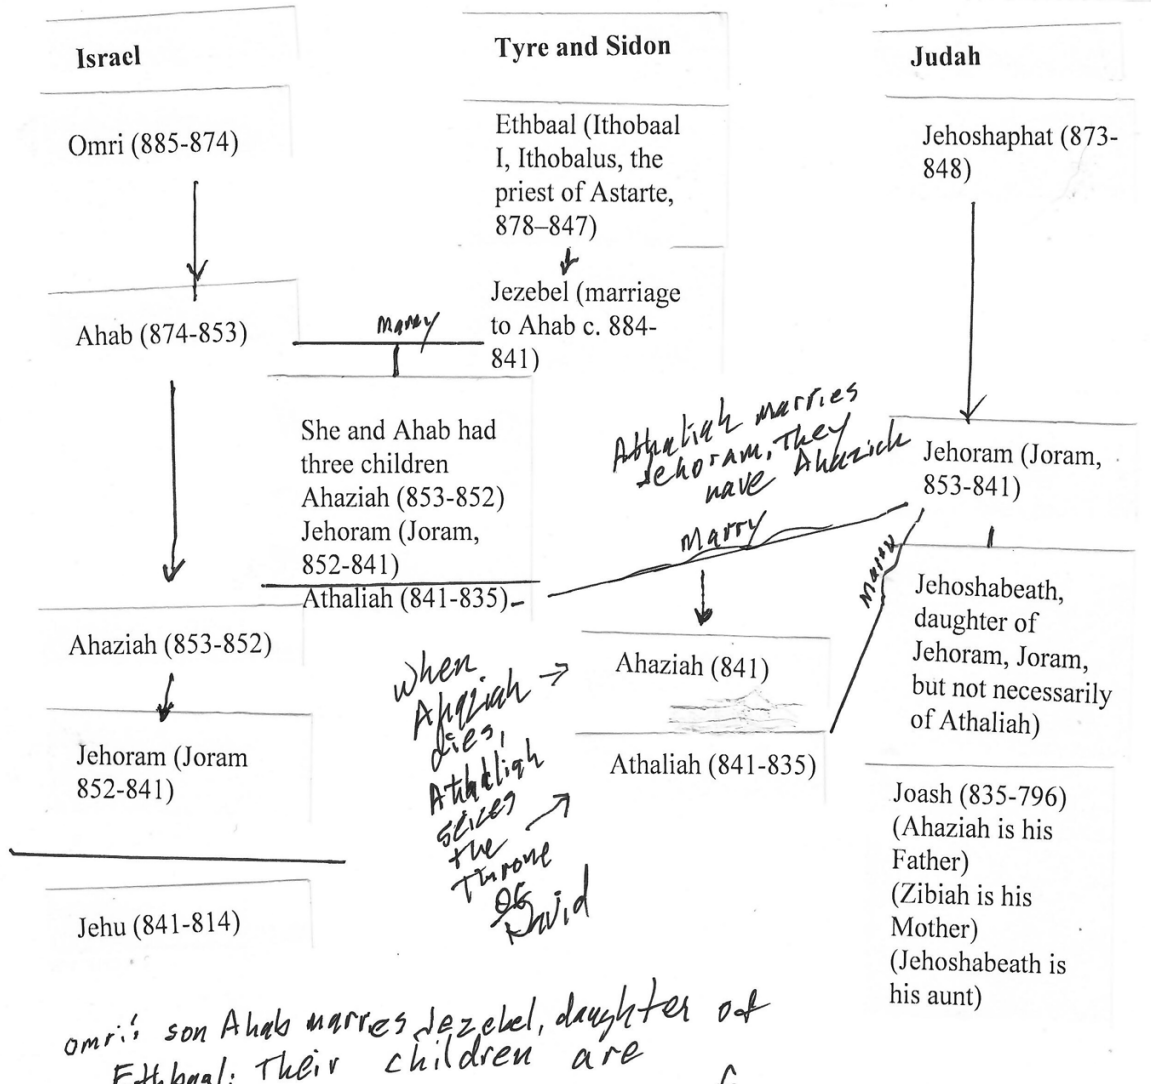 Israel
Omri (885-874)
Ahab (874-853)
Ahaziah (853-852)
Jehoram (Joram
852-841)
Jehu (841-814)
Tyre and Sidon
Ethbaal (Ithobaal
I, Ithobalus, the
priest of Astarte,
878–847)
Jezebel (marriage
to Ahab c. 884-
841)
Marry
She and Ahab had
three children
Ahaziah (853-852)
Jehoram (Joram,
852-841)
Athaliah (841-835)
Athaliah marries
Jehoram, They
have Ahaziah
Marry
Marry
Ahaziah (841)
Athaliah (841-835)
when
Ahaziah
dies,
Athaliah
seizes
the
Throne
of
David
Judah
Jehoshaphat (873-
848)
Jehoram (Joram,
853-841)
Jehoshabeath,
daughter of
Jehoram, Joram,
but not necessarily
of Athaliah)
Joash (835-796)
(Ahaziah is his
Father)
(Zibiah is his
Mother)
(Jehoshabeath is
his aunt)
omri's son Ahab marries Jezebel, daughter of
Ethbaal. Their children are